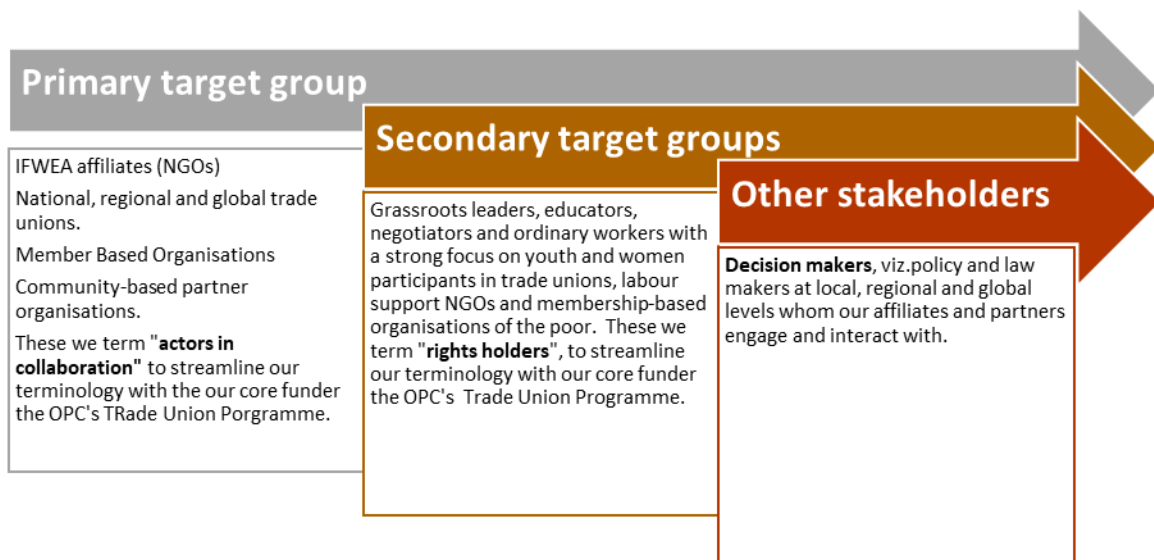 Primary target group
IFWEA affiliates (NGOs)
National, regional and global trade
unions.
Member Based Organisations
Community-based partner
organisations.
These we term "actors in
collaboration" to streamline our
terminology with the our core funder
the OPC's TRade Union Porgramme.
Secondary target groups
Grassroots leaders, educators,
negotiators and ordinary workers with
a strong focus on youth and women
participants in trade unions, labour
support NGOs and membership-based
organisations of the poor.  These we
term "rights holders", to streamline
our terminology with our core funder
the OPC's  Trade Union Programme.
Other stakeholders
Decision makers, viz.policy and law
makers at local, regional and global
levels whom our affiliates and partners
engage and interact with.